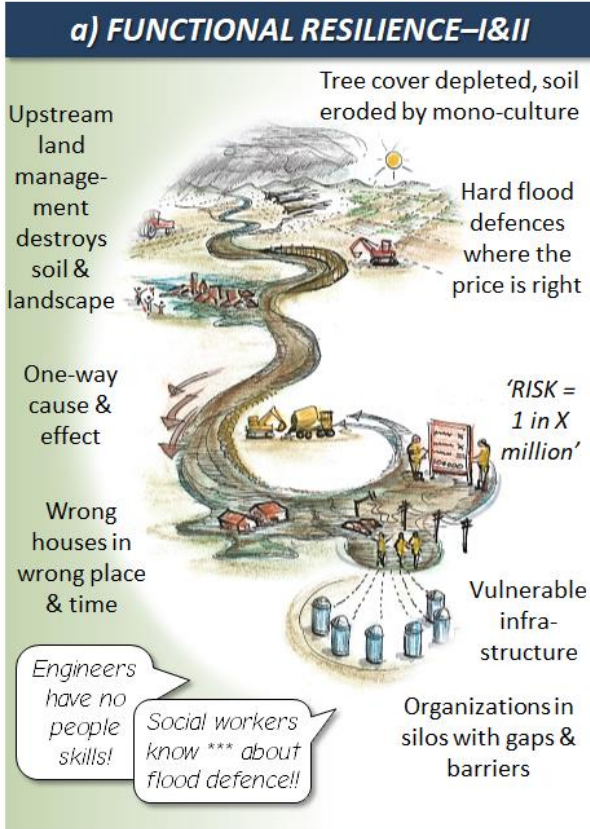 a) FUNCTIONAL RESILIENCE–I&II
Tree cover depleted, soil
eroded by mono-culture
Upstream
land
manage-
ment
destroys
soil &
landscape
Hard flood
defences
where the
price is right
One-way
cause &
effect
‘RISK =
1 in X
million’
Wrong
houses in
wrong place
& time
Vulnerable
infra-
structure
Engineers
have no
people
skills!
Social workers
know *** about
flood defence!!
Organizations in
silos with gaps &
barriers